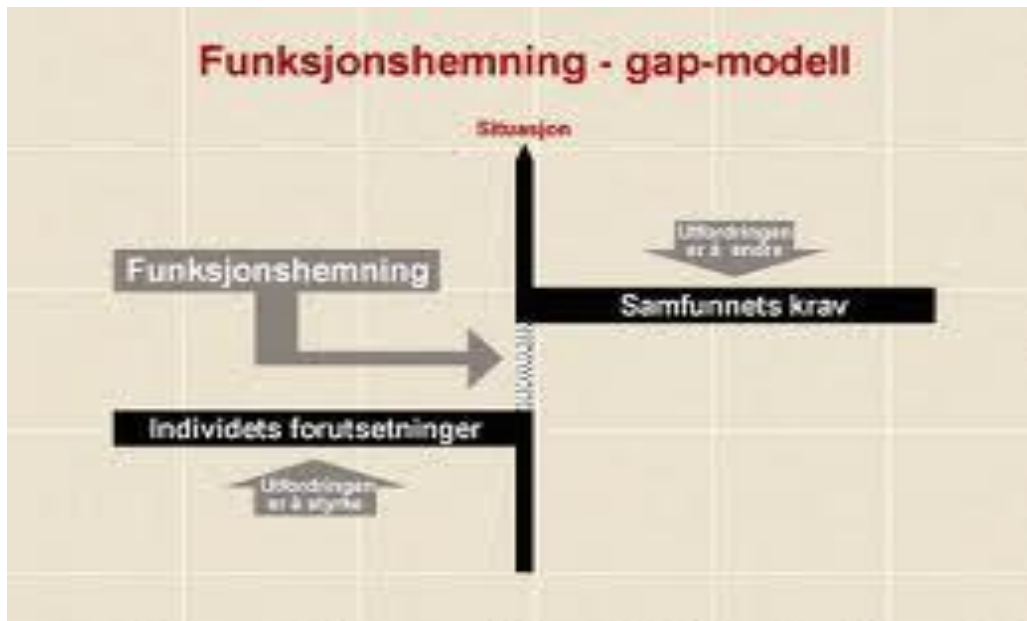 Funksjonshemning - gap-modell
Situasjon
Utfordringen
er å endre
Funksjonshemning
Samfunnets krav
Individets forutsetninger
Utfordringen
er å styrke